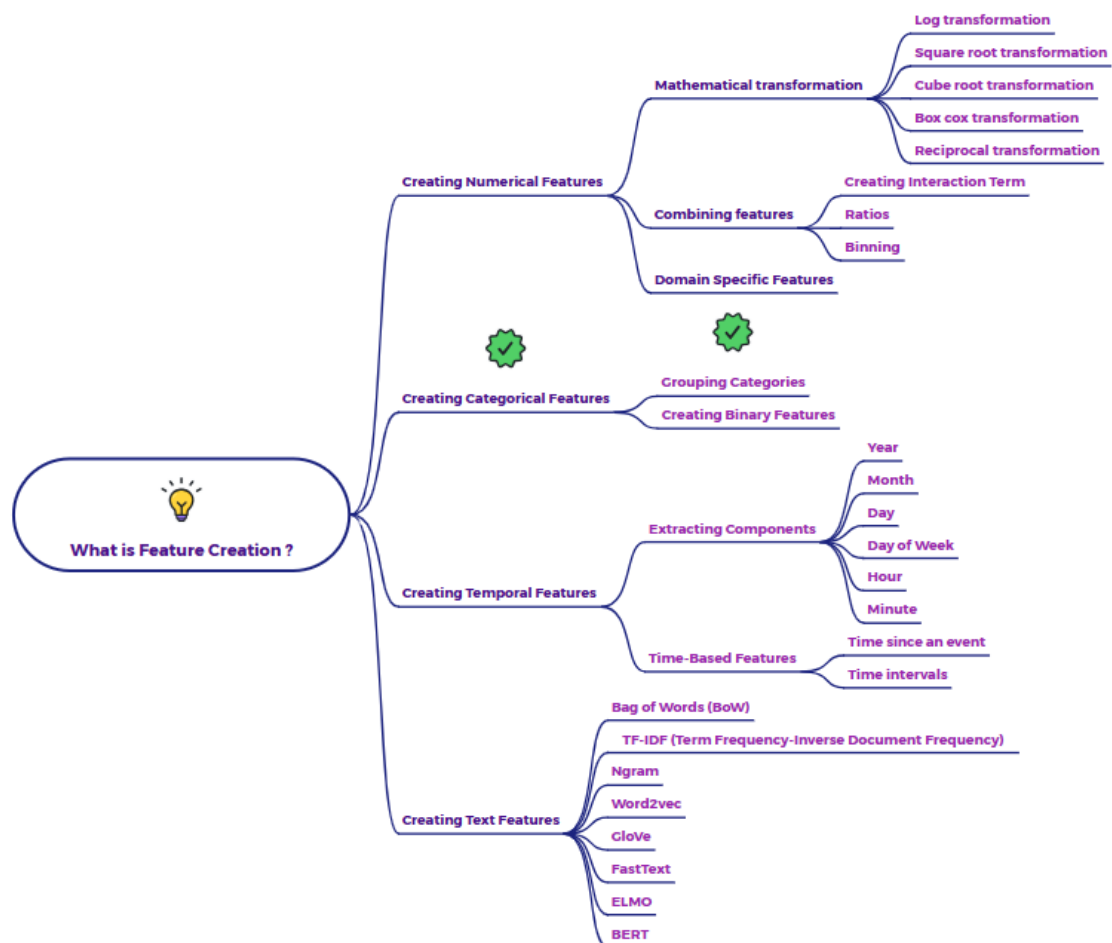 What is Feature Creation ?
Creating Numerical Features
Mathematical transformation
Log transformation
Square root transformation
Cube root transformation
Box cox transformation
Reciprocal transformation
Combining features
Creating Interaction Term
Ratios
Binning
Domain Specific Features
Creating Categorical Features
Grouping Categories
Creating Binary Features
Creating Temporal Features
Extracting Components
Year
Month
Day
Day of Week
Hour
Minute
Time-Based Features
Time since an event
Time intervals
Creating Text Features
Bag of Words (BoW)
TF-IDF (Term Frequency-Inverse Document Frequency)
Ngram
Word2vec
GloVe
FastText
ELMO
BERT